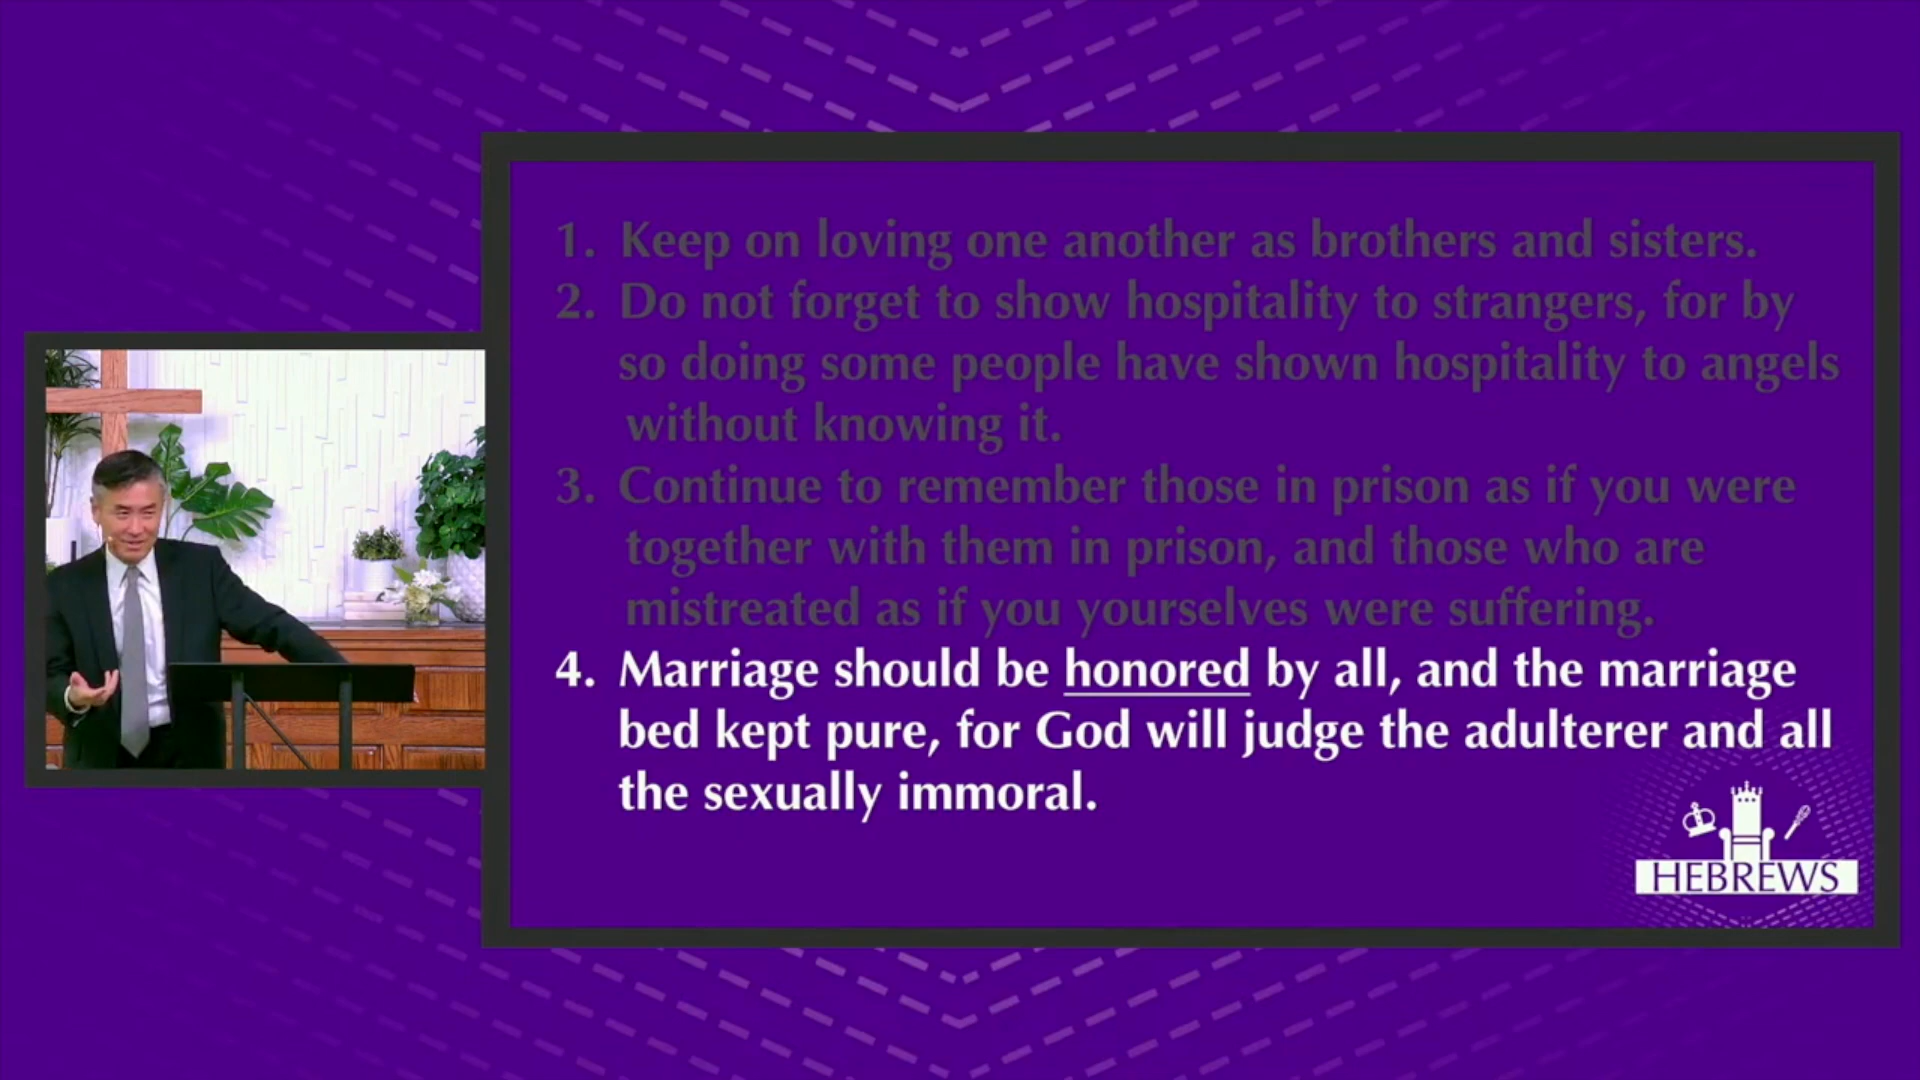 1. Keep on loving one another as brothers and sisters.
2. Do not forget to show hospitality to strangers, for by
so doing some people have shown hospitality to angels
without knowing it.
3. Continue to remember those in prison as if you were
together with them in prison, and those who are
mistreated as if you yourselves were suffering.
4. Marriage should be honored by all, and the marriage
bed kept pure, for God will judge the adulterer and all
the sexually immoral.
HEBREWS